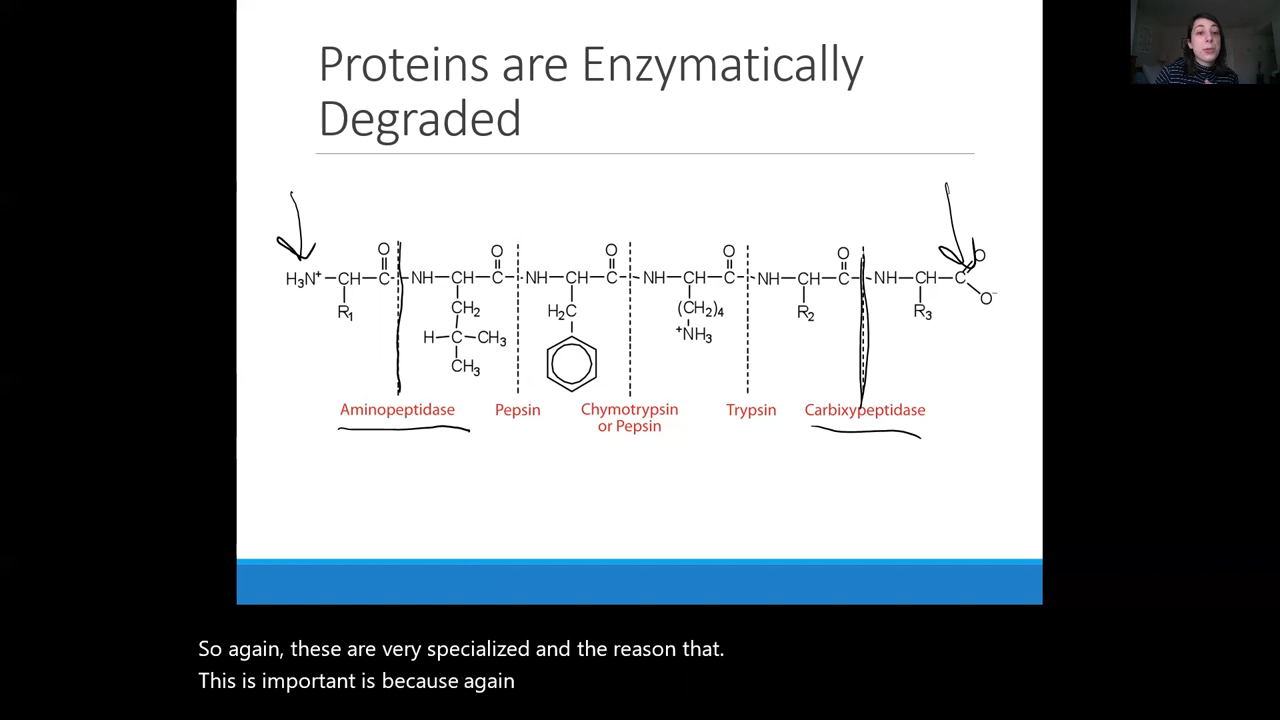 Proteins are Enzymatically
Degraded
O O O O O O
H₃N⁺—CH—C—NH—CH—C—NH—CH—C—NH—CH—C—NH—CH—C—NH—CH—C
R₁ CH₂ H₂C (CH₂)₄ R₂ R₃ O⁻
H—C—CH₃ ⁺NH₃
CH₃
Aminopeptidase Pepsin Chymotrypsin Trypsin Carbixypeptidase
or Pepsin
So again, these are very specialized and the reason that.
This is important is because again